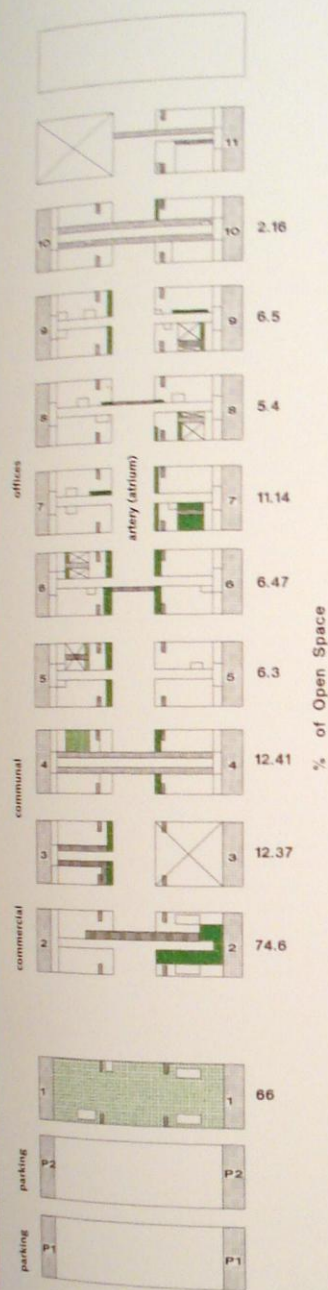 11
10 10 2.16
9 9 6.5
8 8 5.4
offices
artery (atrium)
7 7 11.14
6 6 6.47
5 5 6.3
% of Open Space
communal
4 4 12.41
3 3 12.37
commercial
2 2 74.6
1 1 66
parking
P2 P2
parking
P1 P1